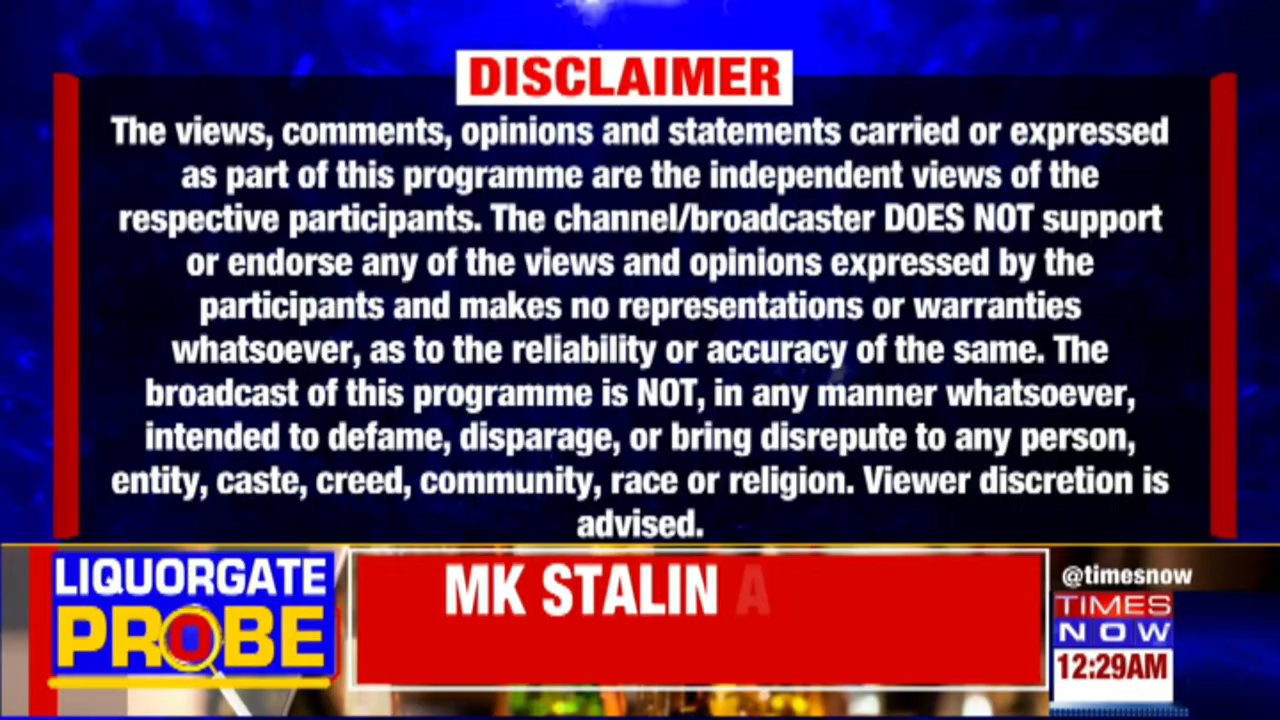 DISCLAIMER
The views, comments, opinions and statements carried or expressed
as part of this programme are the independent views of the
respective participants. The channel/broadcaster DOES NOT support
or endorse any of the views and opinions expressed by the
participants and makes no representations or warranties
whatsoever, as to the reliability or accuracy of the same. The
broadcast of this programme is NOT, in any manner whatsoever,
intended to defame, disparage, or bring disrepute to any person,
entity, caste, creed, community, race or religion. Viewer discretion is
advised.
LIQUORGATE
PROBE
MK STALIN A
@timesnow
TIMES
NOW
12:29AM